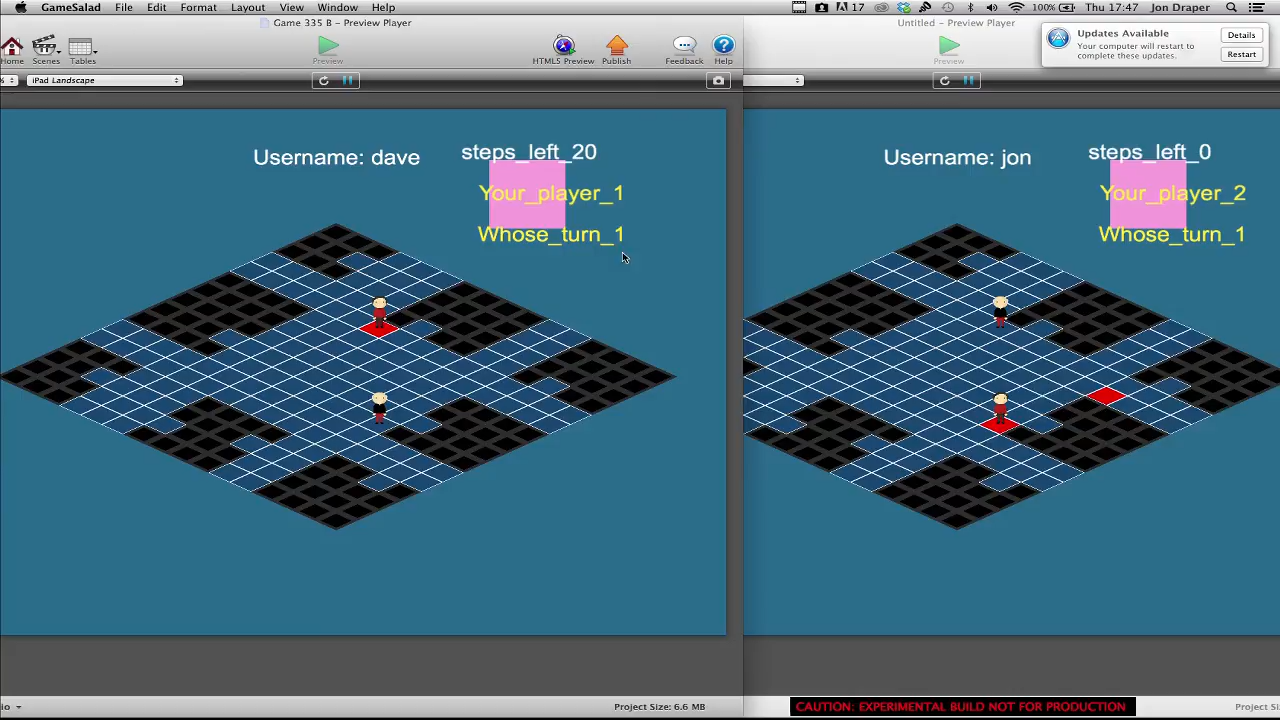 GameSalad File Edit Format Layout View Window Help 17 100% Thu 17:47 Jon Draper
Game 335 B - Preview Player
Untitled - Preview Player
Updates Available
Your computer will restart to complete these updates.
Details
Restart
Home Scenes Tables Preview HTML5 Preview Publish Feedback Help
Preview
iPad Landscape
Username: dave
steps_left_20
Your_player_1
Whose_turn_1
Username: jon
steps_left_0
Your_player_2
Whose_turn_1
Project Size: 6.6 MB
CAUTION: EXPERIMENTAL BUILD NOT FOR PRODUCTION